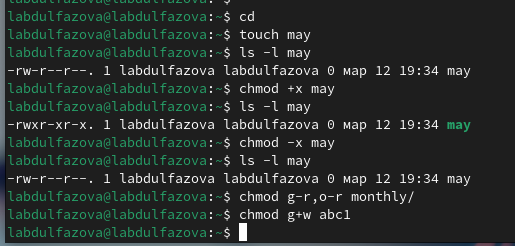 labdulfazova@labdulfazova:~$ cd
labdulfazova@labdulfazova:~$ touch may
labdulfazova@labdulfazova:~$ ls -l may
-rw-r--r--. 1 labdulfazova labdulfazova 0 мар 12 19:34 may
labdulfazova@labdulfazova:~$ chmod +x may
labdulfazova@labdulfazova:~$ ls -l may
-rwxr-xr-x. 1 labdulfazova labdulfazova 0 мар 12 19:34 may
labdulfazova@labdulfazova:~$ chmod -x may
labdulfazova@labdulfazova:~$ ls -l may
-rw-r--r--. 1 labdulfazova labdulfazova 0 мар 12 19:34 may
labdulfazova@labdulfazova:~$ chmod g-r,o-r monthly/
labdulfazova@labdulfazova:~$ chmod g+w abc1
labdulfazova@labdulfazova:~$